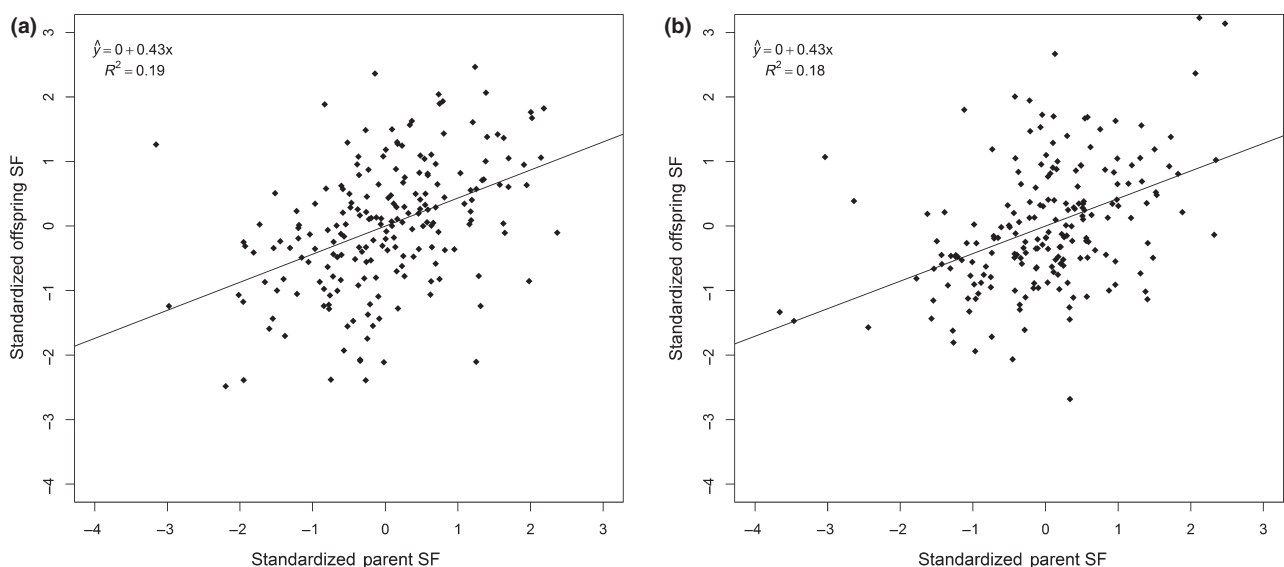 (a)
ŷ = 0 + 0.43x
R² = 0.19
Standardized offspring SF
3
2
1
0
–1
–2
–3
–4
–4 –3 –2 –1 0 1 2 3
Standardized parent SF
(b)
ŷ = 0 + 0.43x
R² = 0.18
Standardized offspring SF
3
2
1
0
–1
–2
–3
–4
–4 –3 –2 –1 0 1 2 3
Standardized parent SF